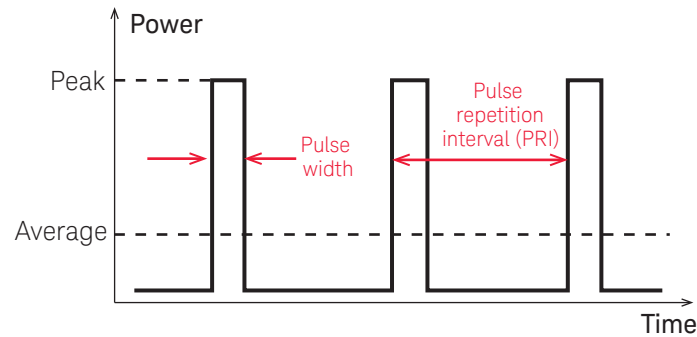 Power
Peak
Pulse
repetition
interval (PRI)
Pulse
width
Average
Time